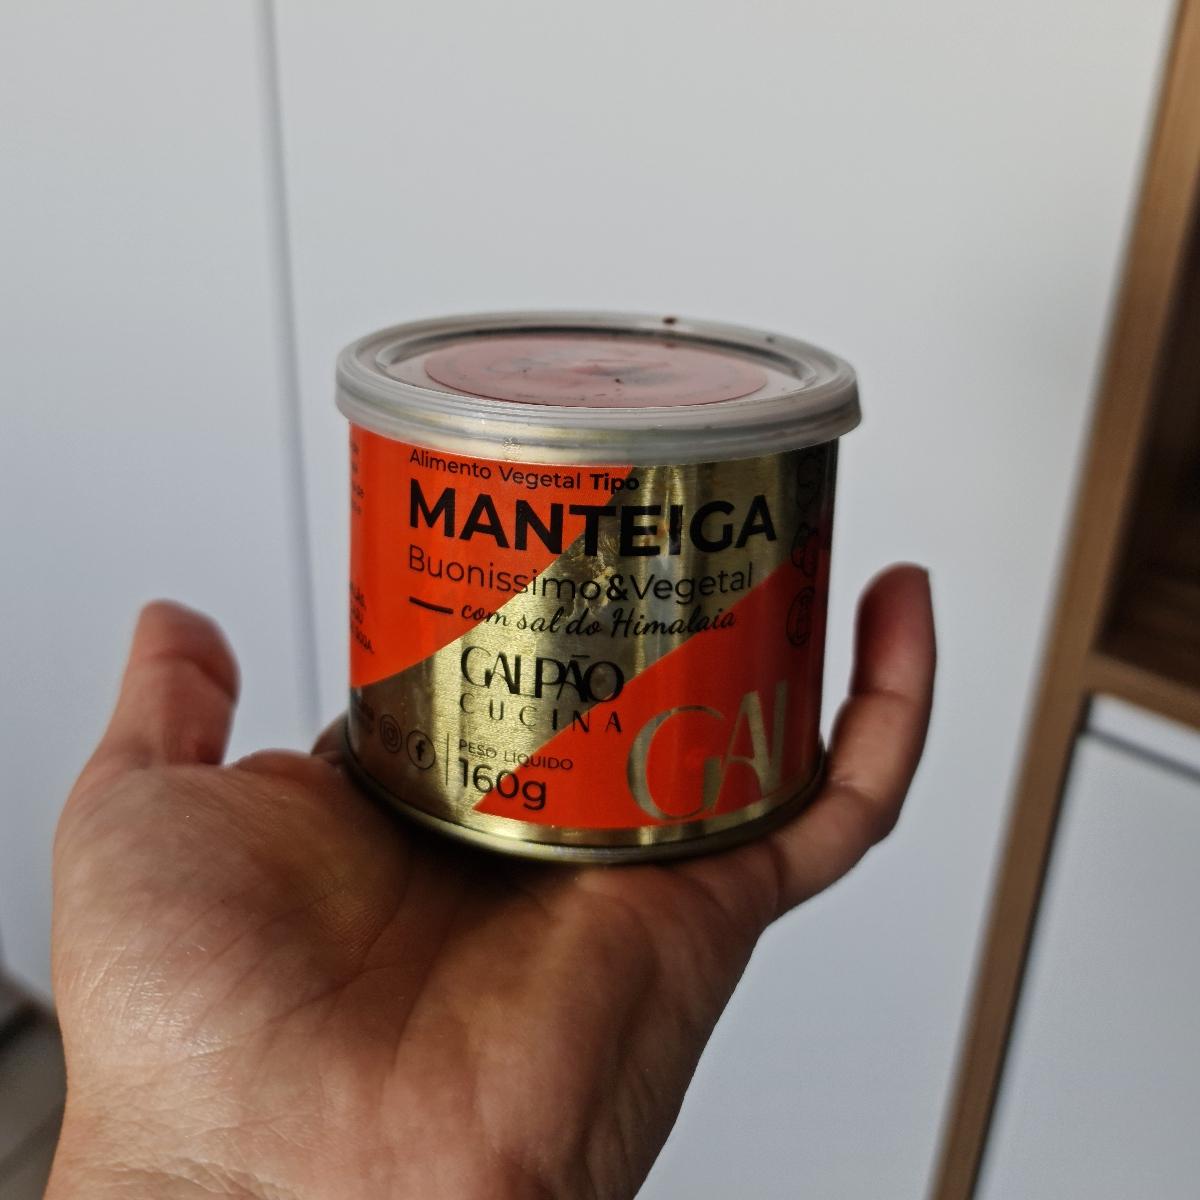 Alimento Vegetal Tipo
MANTEIGA
Buonissimo&Vegetal
com sal do Himalaia
GALPÃO
CUCINA
PESO LÍQUIDO
160g
GAL